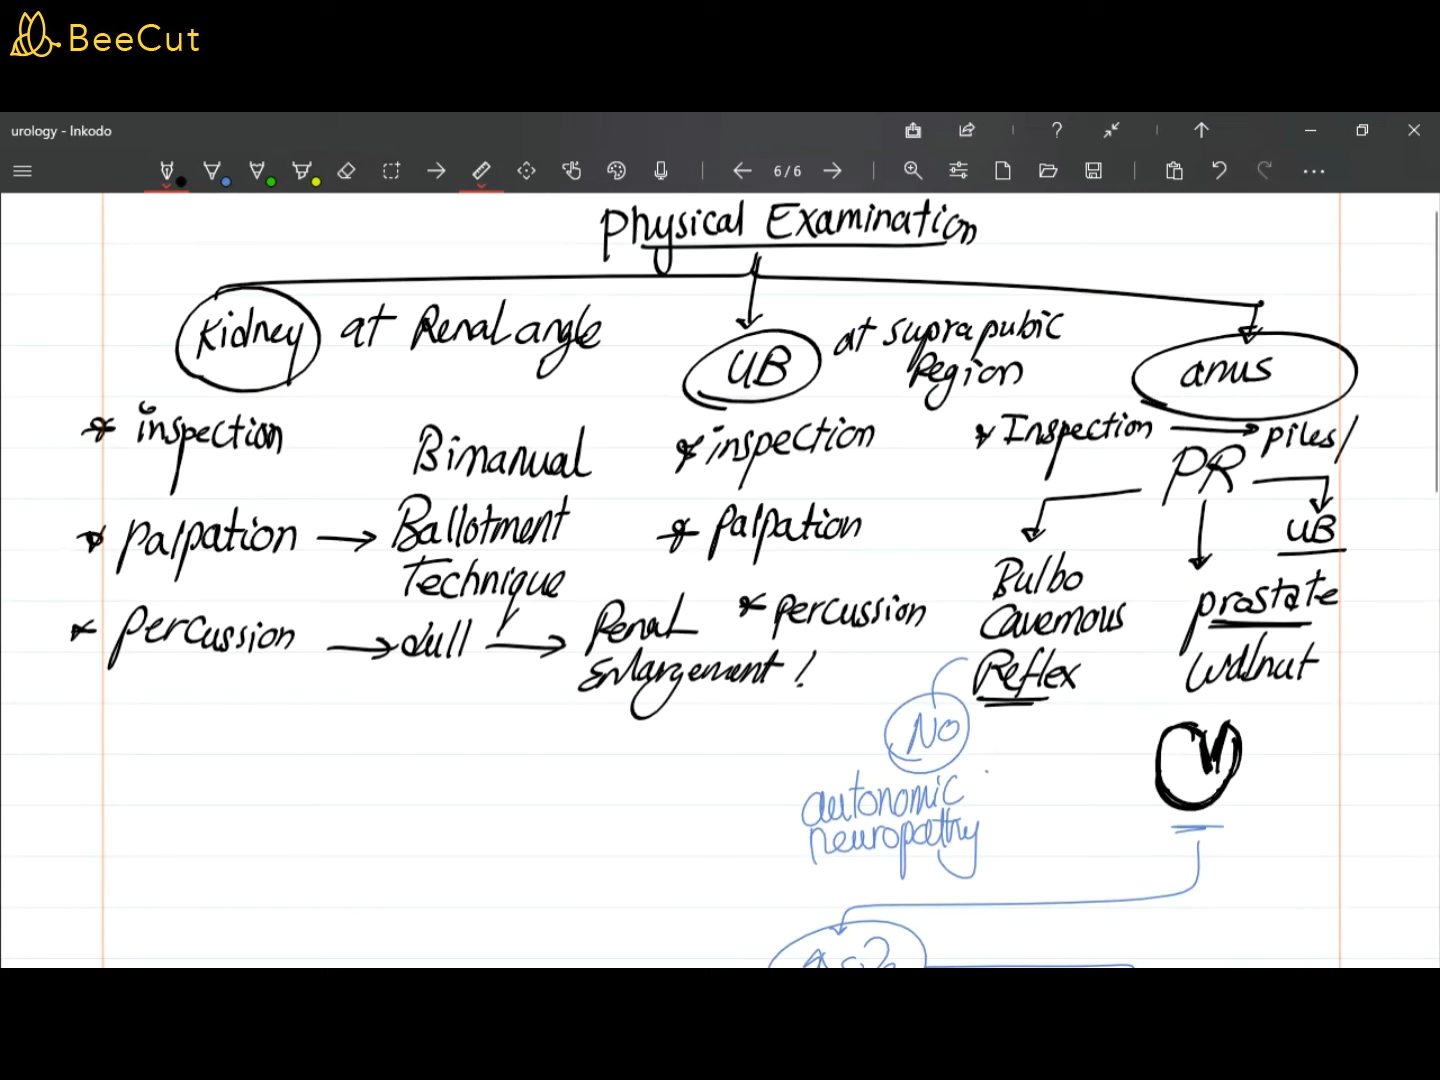 BeeCut
urology - Inkodo
6/6
Physical Examination
Kidney at Renal angle
UB at suprapubic
Region
anus
* inspection
* palpation → Bimanual
Ballotment
Technique
* percussion → dull → Renal
Enlargement !
* inspection
* palpation
* percussion
* Inspection → piles/
PR
UB
Bulbo
Cavernous
Reflex
prostate
walnut
No
autonomic
neuropathy